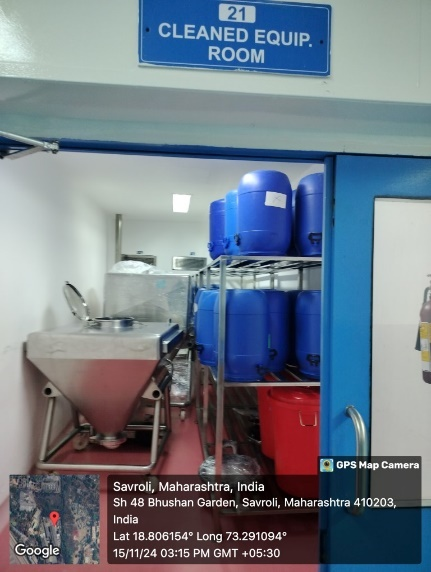 21
CLEANED EQUIP.
ROOM
GPS Map Camera
Savroli, Maharashtra, India
Sh 48 Bhushan Garden, Savroli, Maharashtra 410203,
India
Lat 18.806154° Long 73.291094°
15/11/24 03:15 PM GMT +05:30
Google